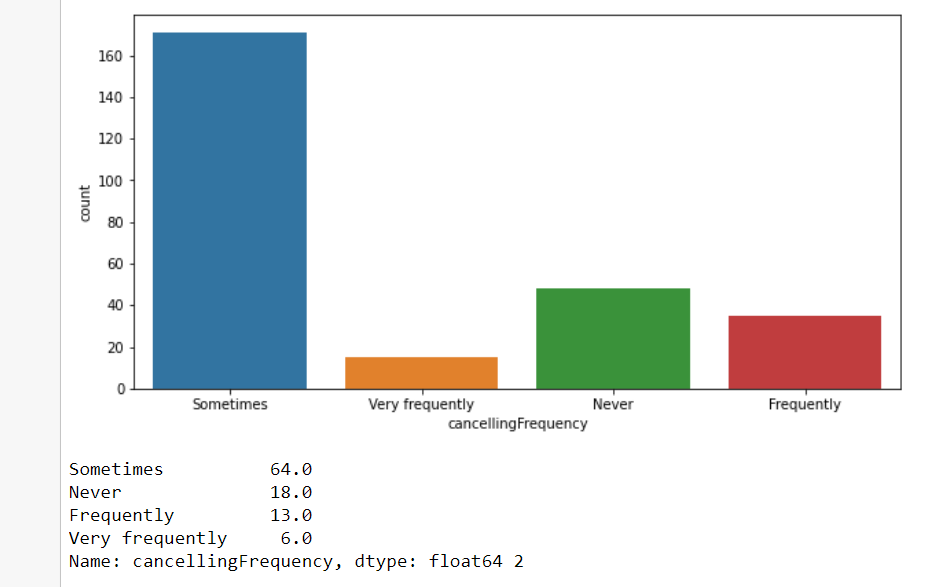 160
140
120
100
80
60
40
20
0
count
Sometimes Very frequently Never Frequently
cancellingFrequency
Sometimes 64.0
Never 18.0
Frequently 13.0
Very frequently 6.0
Name: cancellingFrequency, dtype: float64 2